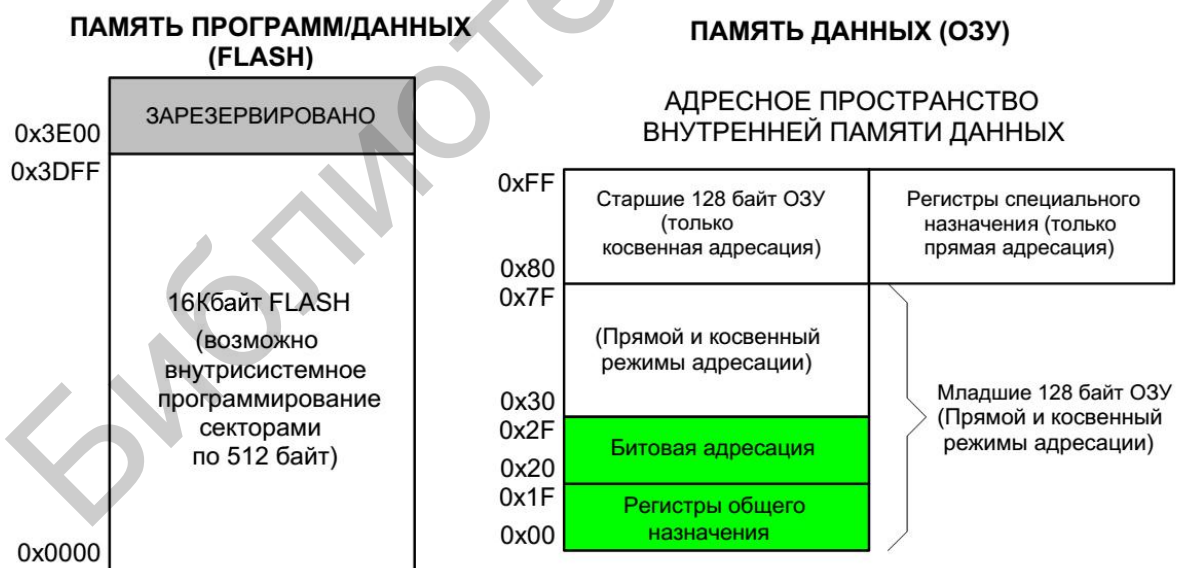 ПАМЯТЬ ПРОГРАММ/ДАННЫХ
(FLASH)
ЗАРЕЗЕРВИРОВАНО
0x3E00
0x3DFF
16Кбайт FLASH
(возможно
внутрисистемное
программирование
секторами
по 512 байт)
0x0000
ПАМЯТЬ ДАННЫХ (ОЗУ)
АДРЕСНОЕ ПРОСТРАНСТВО
ВНУТРЕННЕЙ ПАМЯТИ ДАННЫХ
0xFF
Старшие 128 байт ОЗУ
(только
косвенная адресация)
0x80
Регистры специального
назначения (только
прямая адресация)
0x7F
(Прямой и косвенный
режимы адресации)
0x30
0x2F
Битовая адресация
0x20
0x1F
Регистры общего
назначения
0x00
Младшие 128 байт ОЗУ
(Прямой и косвенный
режимы адресации)
Библиоте